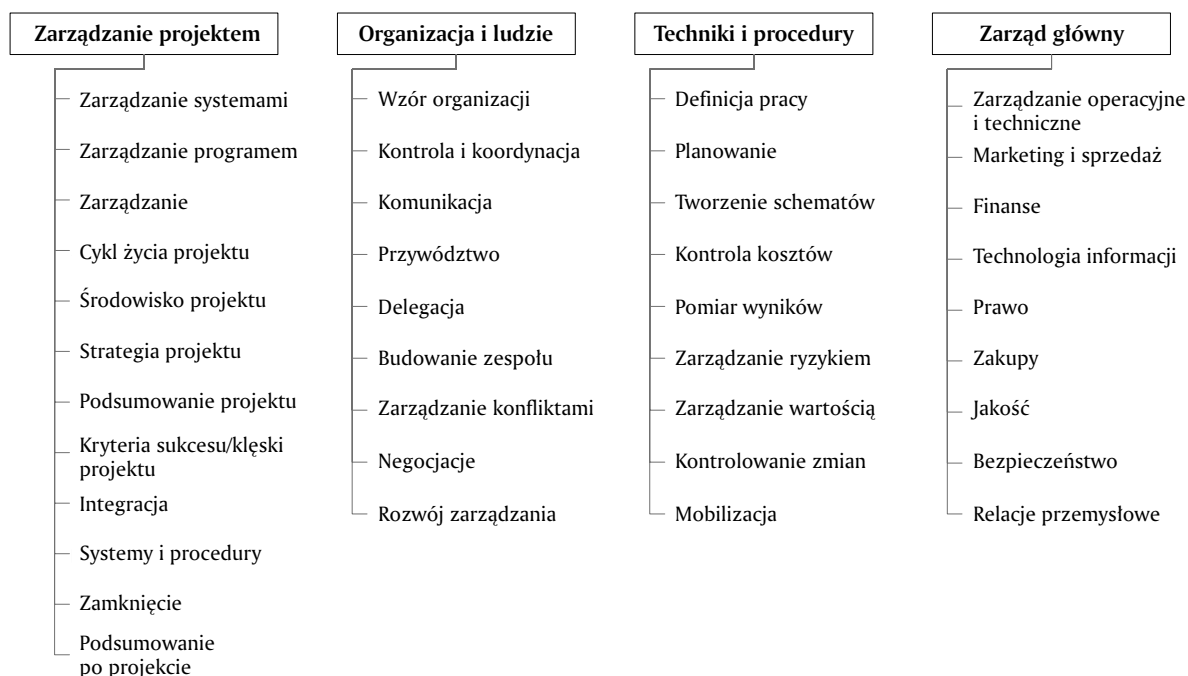 Zarządzanie projektem
Zarządzanie systemami
Zarządzanie programem
Zarządzanie
Cykl życia projektu
Środowisko projektu
Strategia projektu
Podsumowanie projektu
Kryteria sukcesu/klęski
projektu
Integracja
Systemy i procedury
Zamknięcie
Podsumowanie
po projekcie
Organizacja i ludzie
Wzór organizacji
Kontrola i koordynacja
Komunikacja
Przywództwo
Delegacja
Budowanie zespołu
Zarządzanie konfliktami
Negocjacje
Rozwój zarządzania
Techniki i procedury
Definicja pracy
Planowanie
Tworzenie schematów
Kontrola kosztów
Pomiar wyników
Zarządzanie ryzykiem
Zarządzanie wartością
Kontrolowanie zmian
Mobilizacja
Zarząd główny
Zarządzanie operacyjne
i techniczne
Marketing i sprzedaż
Finanse
Technologia informacji
Prawo
Zakupy
Jakość
Bezpieczeństwo
Relacje przemysłowe